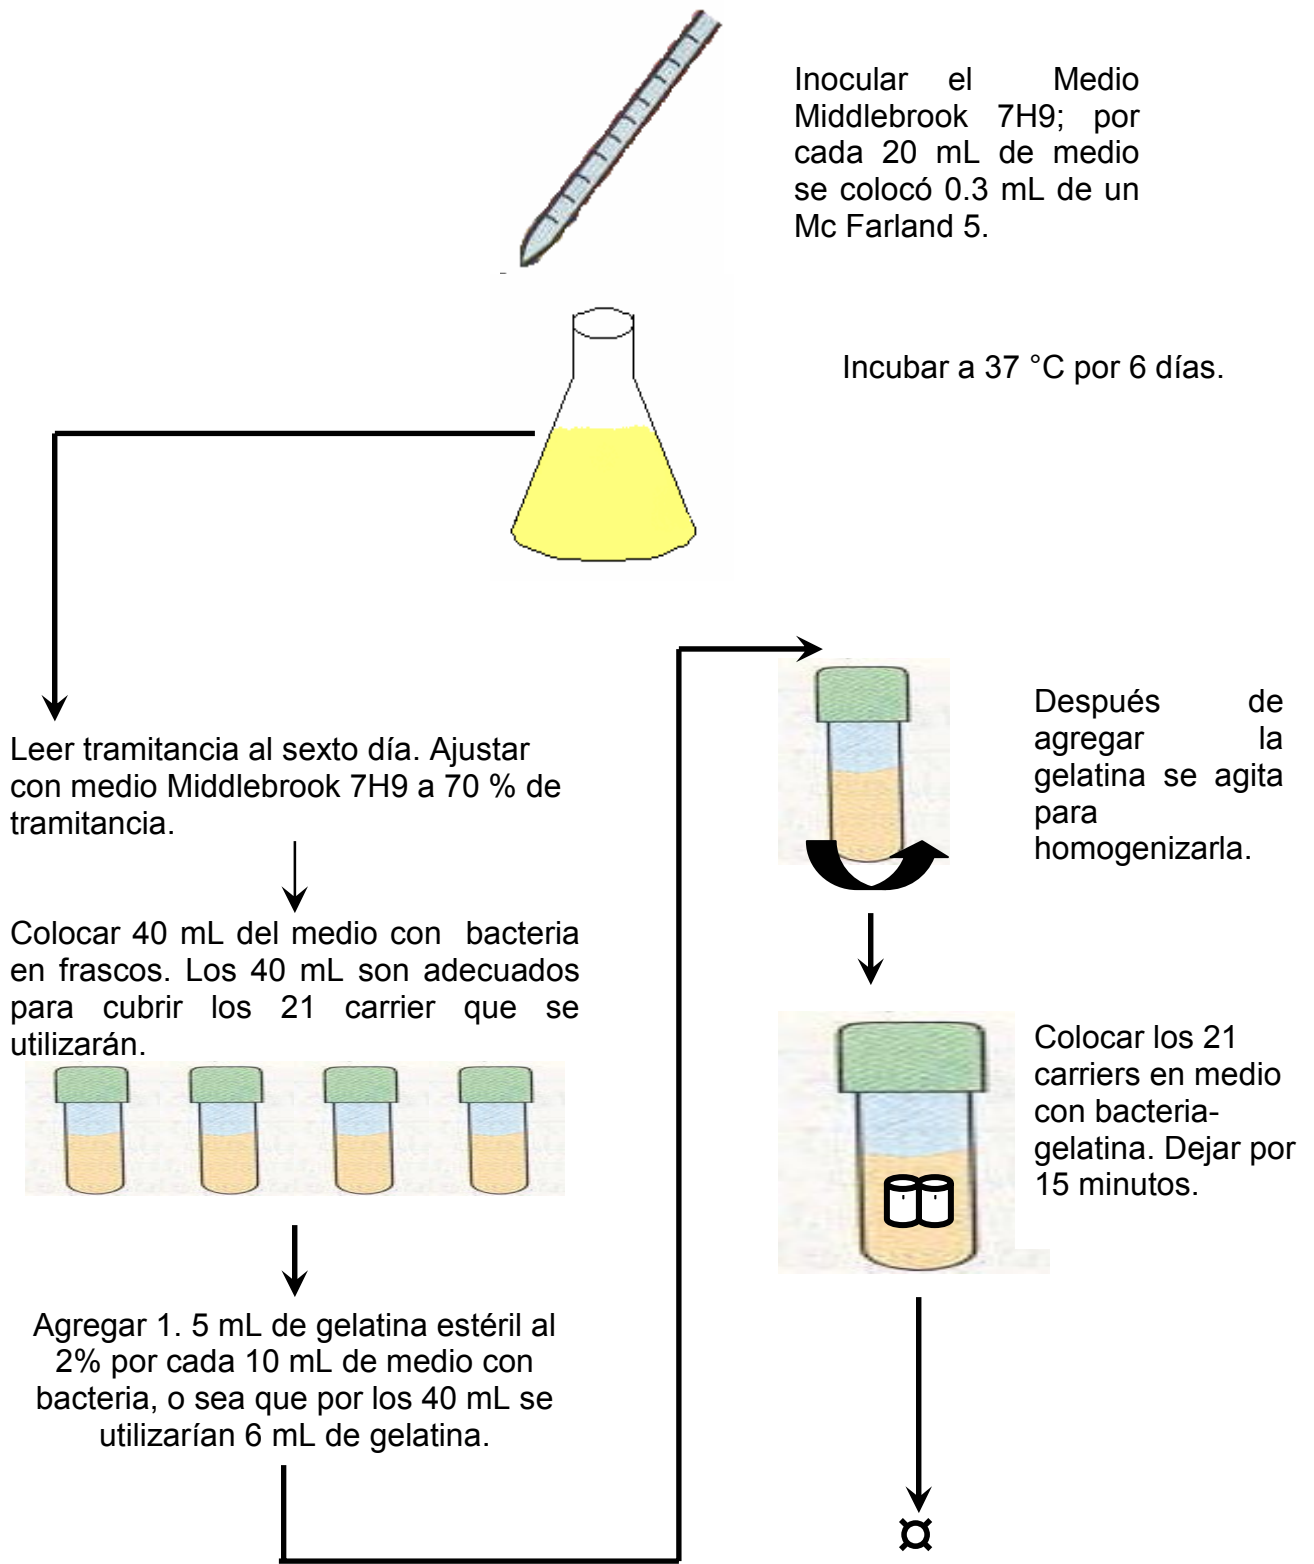 Inocular el Medio
Middlebrook 7H9; por
cada 20 mL de medio
se colocó 0.3 mL de un
Mc Farland 5.
Incubar a 37 °C por 6 días.
Leer tramitancia al sexto día. Ajustar
con medio Middlebrook 7H9 a 70 % de
tramitancia.
Colocar 40 mL del medio con bacteria
en frascos. Los 40 mL son adecuados
para cubrir los 21 carrier que se
utilizarán.
Agregar 1. 5 mL de gelatina estéril al
2% por cada 10 mL de medio con
bacteria, o sea que por los 40 mL se
utilizarían 6 mL de gelatina.
Después de
agregar la
gelatina se agita
para
homogenizarla.
Colocar los 21
carriers en medio
con bacteria-
gelatina. Dejar por
15 minutos.
¤